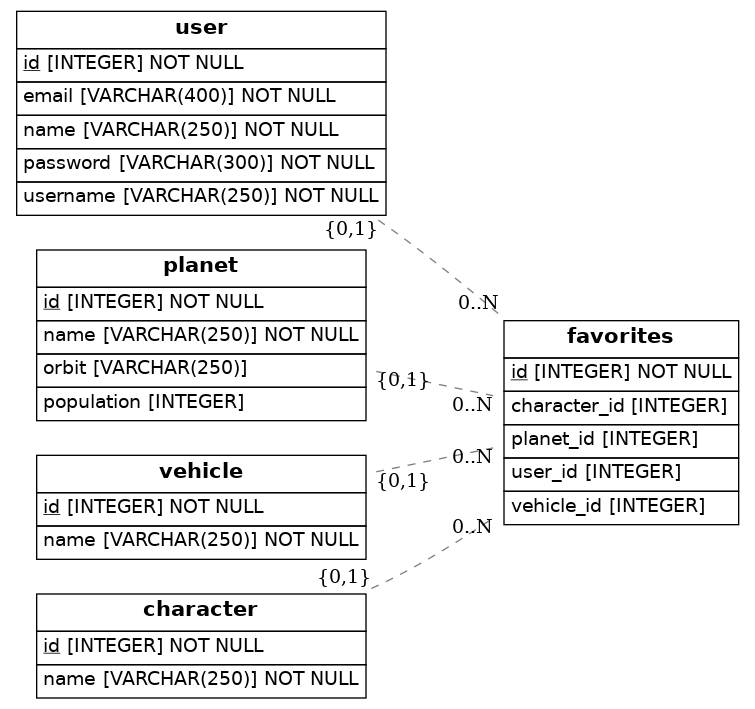 user
id [INTEGER] NOT NULL
email [VARCHAR(400)] NOT NULL
name [VARCHAR(250)] NOT NULL
password [VARCHAR(300)] NOT NULL
username [VARCHAR(250)] NOT NULL
{0,1}
0..N
planet
id [INTEGER] NOT NULL
name [VARCHAR(250)] NOT NULL
orbit [VARCHAR(250)]
population [INTEGER]
{0,1}
0..N
favorites
id [INTEGER] NOT NULL
character_id [INTEGER]
planet_id [INTEGER]
user_id [INTEGER]
vehicle_id [INTEGER]
vehicle
id [INTEGER] NOT NULL
name [VARCHAR(250)] NOT NULL
0..N
{0,1}
0..N
{0,1}
character
id [INTEGER] NOT NULL
name [VARCHAR(250)] NOT NULL